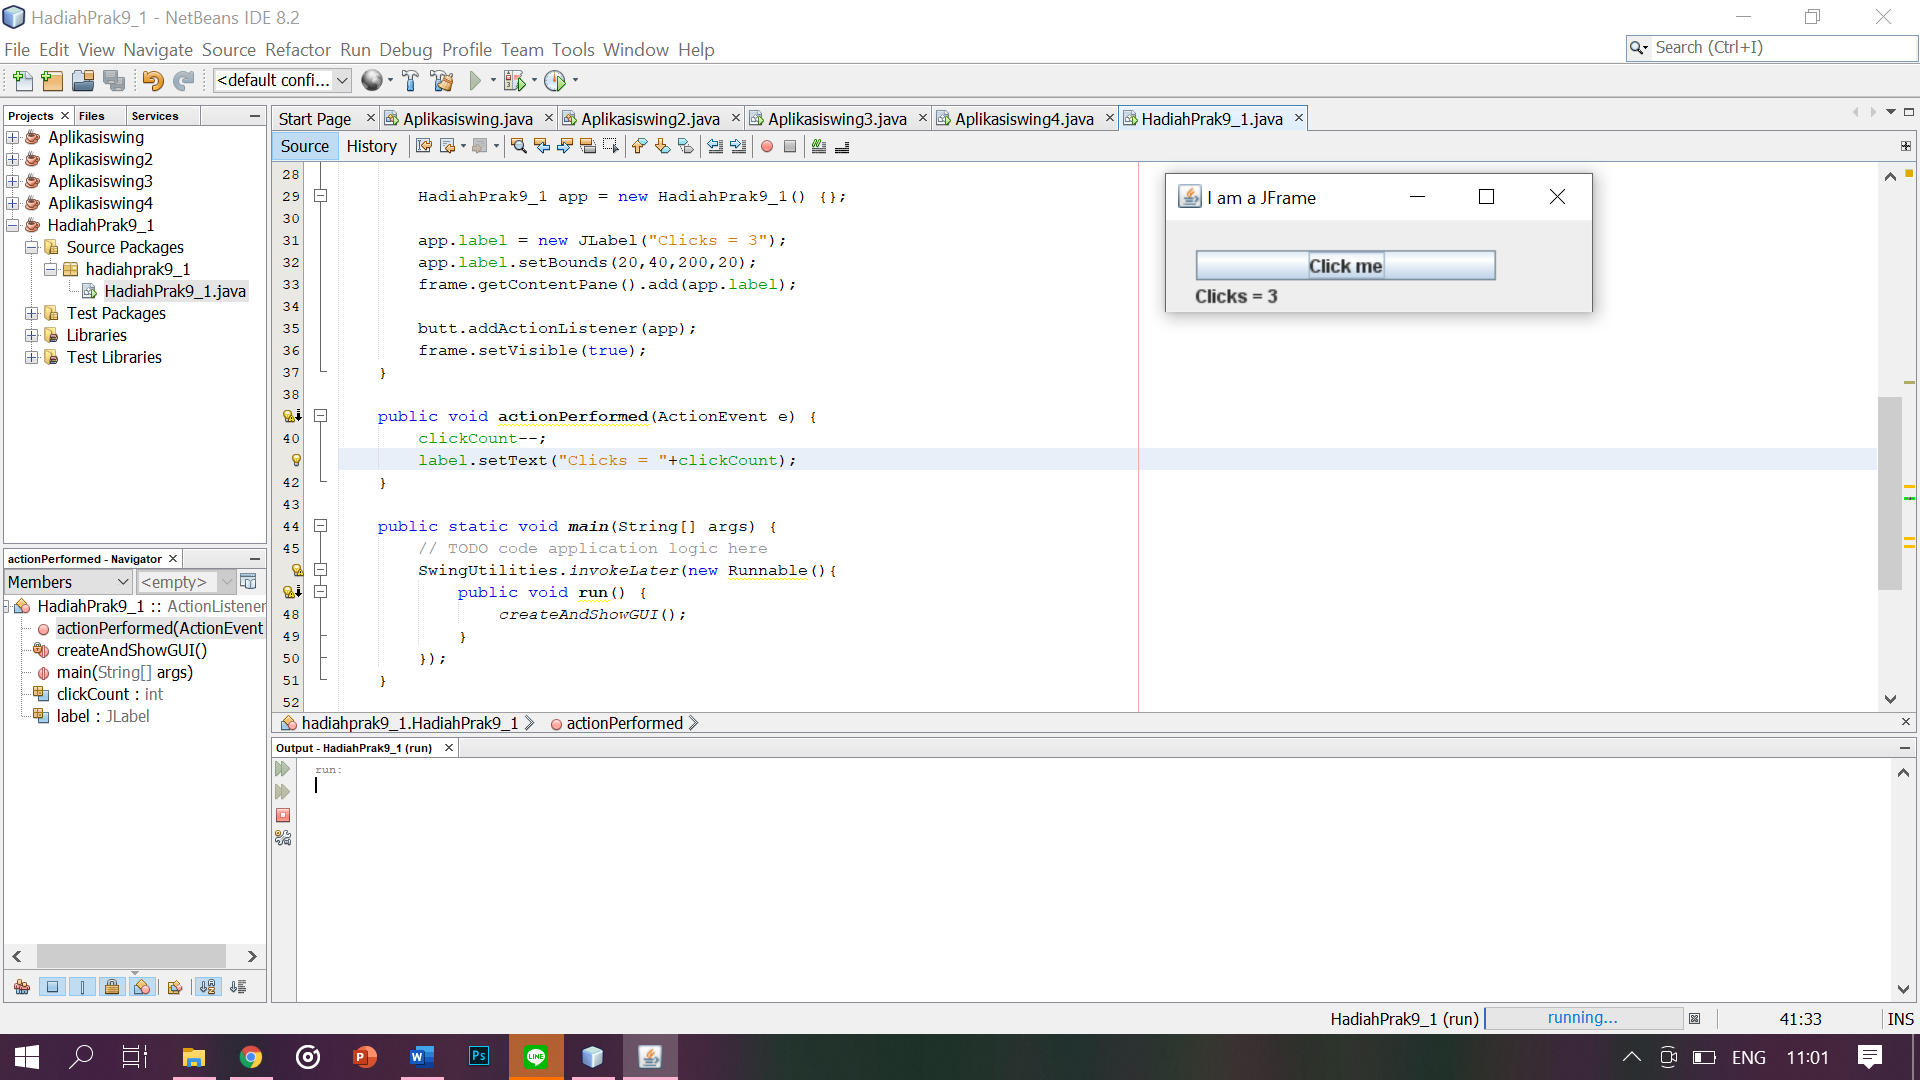 HadiahPrak9_1 - NetBeans IDE 8.2
File Edit View Navigate Source Refactor Run Debug Profile Team Tools Window Help
Search (Ctrl+I)
<default confi...
Projects Files Services
Aplikasiswing
Aplikasiswing2
Aplikasiswing3
Aplikasiswing4
HadiahPrak9_1
Source Packages
hadiahprak9_1
HadiahPrak9_1.java
Test Packages
Libraries
Test Libraries
actionPerformed - Navigator
Members <empty>
HadiahPrak9_1 :: ActionListener
actionPerformed(ActionEvent
createAndShowGUI()
main(String[] args)
clickCount : int
label : JLabel
Start Page Aplikasiswing.java Aplikasiswing2.java Aplikasiswing3.java Aplikasiswing4.java HadiahPrak9_1.java
Source History
28
29 HadiahPrak9_1 app = new HadiahPrak9_1() {};
30
31 app.label = new JLabel("Clicks = 3");
32 app.label.setBounds(20,40,200,20);
33 frame.getContentPane().add(app.label);
34
35 butt.addActionListener(app);
36 frame.setVisible(true);
37 }
38
public void actionPerformed(ActionEvent e) {
40 clickCount--;
label.setText("Clicks = "+clickCount);
42 }
43
44 public static void main(String[] args) {
45 // TODO code application logic here
SwingUtilities.invokeLater(new Runnable(){
public void run() {
48 createAndShowGUI();
49 }
50 });
51 }
52
I am a JFrame
Click me
Clicks = 3
hadiahprak9_1.HadiahPrak9_1 actionPerformed
Output - HadiahPrak9_1 (run)
run:
HadiahPrak9_1 (run) running... 41:33 INS
ENG 11:01